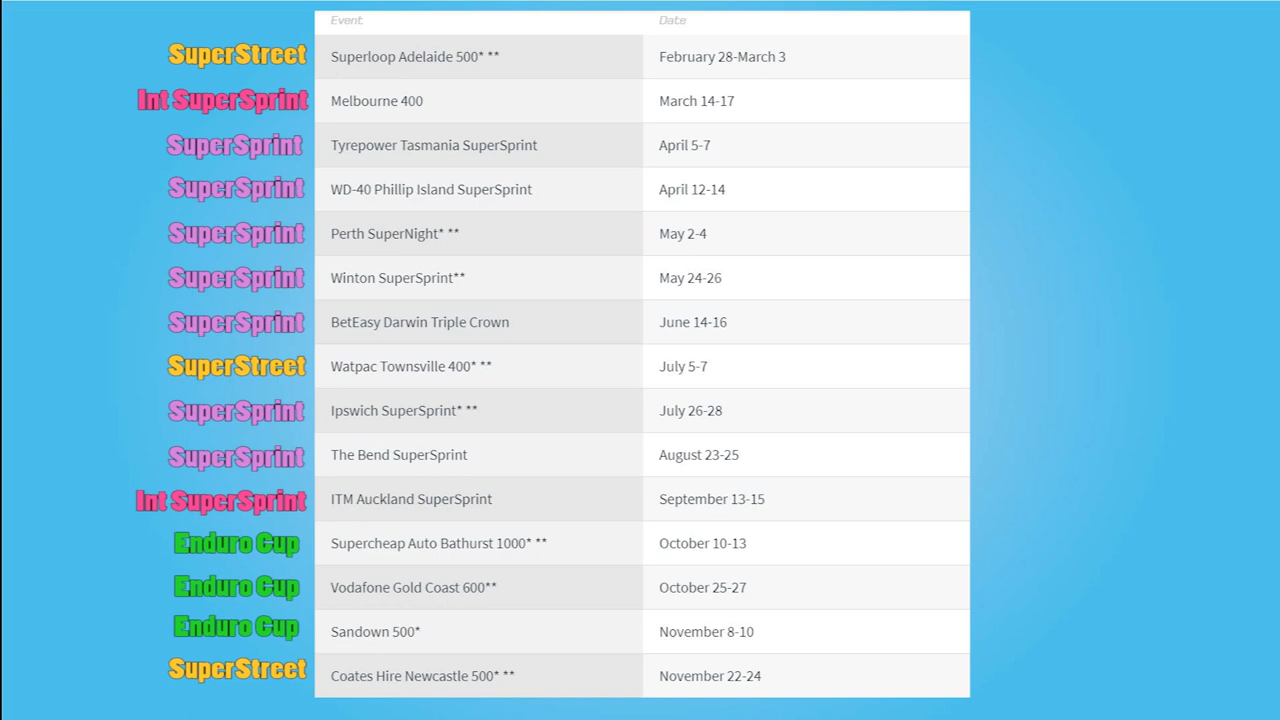 Event Date
SuperStreet Superloop Adelaide 500* ** February 28-March 3
Int SuperSprint Melbourne 400 March 14-17
SuperSprint Tyrepower Tasmania SuperSprint April 5-7
SuperSprint WD-40 Phillip Island SuperSprint April 12-14
SuperSprint Perth SuperNight* ** May 2-4
SuperSprint Winton SuperSprint** May 24-26
SuperSprint BetEasy Darwin Triple Crown June 14-16
SuperStreet Watpac Townsville 400* ** July 5-7
SuperSprint Ipswich SuperSprint* ** July 26-28
SuperSprint The Bend SuperSprint August 23-25
Int SuperSprint ITM Auckland SuperSprint September 13-15
Enduro Cup Supercheap Auto Bathurst 1000* ** October 10-13
Enduro Cup Vodafone Gold Coast 600** October 25-27
Enduro Cup Sandown 500* November 8-10
SuperStreet Coates Hire Newcastle 500* ** November 22-24